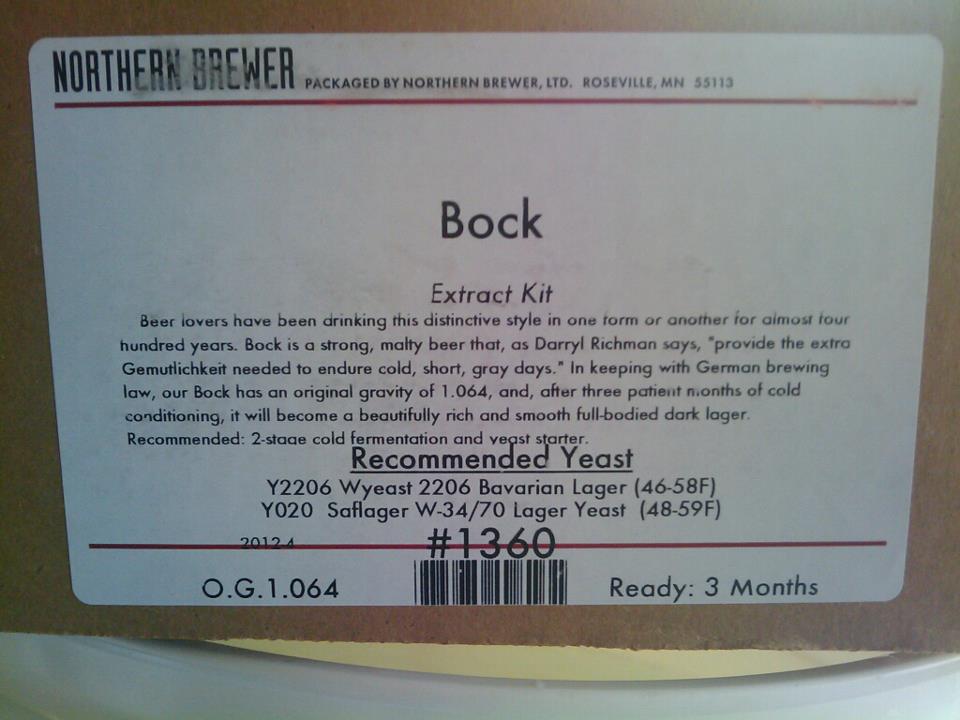 NORTHERN BREWER PACKAGED BY NORTHERN BREWER, LTD. ROSEVILLE, MN 55113
Bock
Extract Kit
Beer lovers have been drinking this distinctive style in one form or another for almost four
hundred years. Bock is a strong, malty beer that, as Darryl Richman says, "provide the extra
Gemutlichkeit needed to endure cold, short, gray days." In keeping with German brewing
law, our Bock has an original gravity of 1.064, and, after three patient months of cold
conditioning, it will become a beautifully rich and smooth full-bodied dark lager.
Recommended: 2-stage cold fermentation and yeast starter.
Recommended Yeast
Y2206 Wyeast 2206 Bavarian Lager (46-58F)
Y020 Saflager W-34/70 Lager Yeast (48-59F)
2012.4 #1360
O.G.1.064 Ready: 3 Months